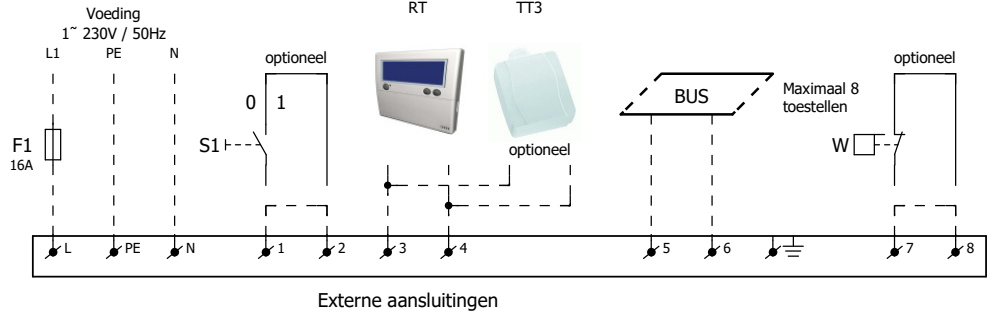 RT TT3
Voeding
1~ 230V / 50Hz
L1 PE N
optioneel
optioneel
BUS
Maximaal 8
toestellen
0 1
F1
16A
S1
W
optioneel
L PE N 1 2 3 4 5 6 7 8
Externe aansluitingen